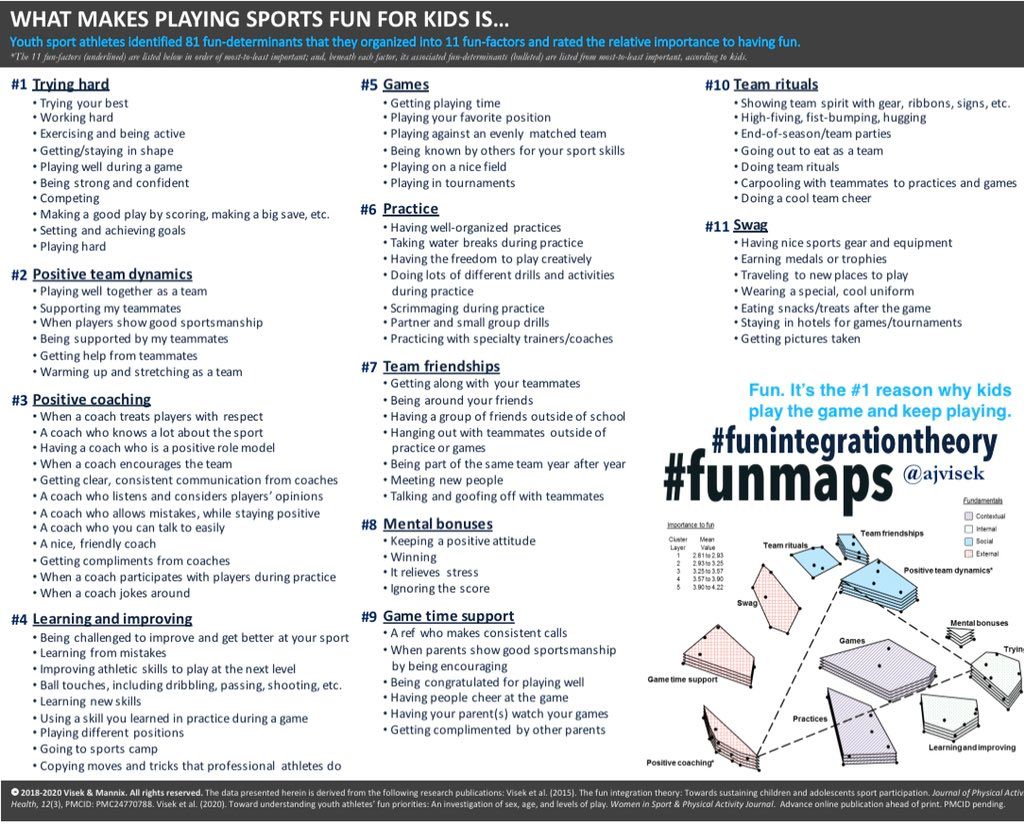 WHAT MAKES PLAYING SPORTS FUN FOR KIDS IS...
Youth sport athletes identified 81 fun-determinants that they organized into 11 fun-factors and rated the relative importance to having fun.
*The 11 fun-factors (underlined) are listed below in order of most-to-least important; and, beneath each factor, its associated fun-determinants (bulleted) are listed from most-to-least important, acording to kids.
#1 Trying hard
• Trying your best
• Working hard
• Exercising and being active
• Getting/staying in shape
• Playing well during a game
• Being strong and confident
• Competing
• Making a good play by scoring, making a big save, etc.
• Setting and achieving goals
• Playing hard
#2 Positive team dynamics
• Playing well together as a team
• Supporting my teammates
• When players show good sportsmanship
• Being supported by my teammates
• Getting help from teammates
• Warming up and stretching as a team
#3 Positive coaching
• When a coach treats players with respect
• A coach who knows a lot about the sport
• Having a coach who is a positive role model
• When a coach encourages the team
• Getting clear, consistent communication from coaches
• A coach who listens and considers players' opinions
• A coach who allows mistakes, while staying positive
• A coach who you can talk to easily
• A nice, friendly coach
• Getting compliments from coaches
• When a coach participates with players during practice
• When a coach jokes around
#4 Learning and improving
• Being challenged to improve and get better at your sport
• Learning from mistakes
• Improving athletic skills to play at the next level
• Ball touches, including dribbling, passing, shooting, etc.
• Learning new skills
• Using a skill you learned in practice during a game
• Playing different positions
• Going to sports camp
• Copying moves and tricks that professional athletes do
#5 Games
• Getting playing time
• Playing your favorite position
• Playing against an evenly matched team
• Being known by others for your sport skills
• Playing on a nice field
• Playing in tournaments
#6 Practice
• Having well-organized practices
• Taking water breaks during practice
• Having the freedom to play creatively
• Doing lots of different drills and activities
during practice
• Scrimmaging during practice
• Partner and small group drills
• Practicing with specialty trainers/coaches
#7 Team friendships
• Getting along with your teammates
• Being around your friends
• Having a group of friends outside of school
• Hanging out with teammates outside of
practice or games
• Being part of the same team year after year
• Meeting new people
• Talking and goofing off with teammates
#8 Mental bonuses
• Keeping a positive attitude
• Winning
• It relieves stress
• Ignoring the score
#9 Game time support
• A ref who makes consistent calls
• When parents show good sportsmanship
by being encouraging
• Being congratulated for playing well
• Having people cheer at the game
• Having your parent(s) watch your games
• Getting complimented by other parents
#10 Team rituals
• Showing team spirit with gear, ribbons, signs, etc.
• High-fiving, fist-bumping, hugging
• End-of-season/team parties
• Going out to eat as a team
• Doing team rituals
• Carpooling with teammates to practices and games
• Doing a cool team cheer
#11 Swag
• Having nice sports gear and equipment
• Earning medals or trophies
• Traveling to new places to play
• Wearing a special, cool uniform
• Eating snacks/treats after the game
• Staying in hotels for games/tournaments
• Getting pictures taken
Fun. It's the #1 reason why kids
play the game and keep playing.
#funintegrationtheory
#funmaps @ajvisek
Fundamentals
Contextual
Internal
Social
External
Importance to fun
Cluster Mean
Layer Value
1 2.61 to 2.93
2 2.93 to 3.25
3 3.25 to 3.57
4 3.57 to 3.90
5 3.90 to 4.22
Team friendships
Team rituals
Positive team dynamics*
Swag
Mental bonuses
Games
Trying
Game time support
Practices
Learning and improving
Positive coaching*
© 2018-2020 Visek & Mannix. All rights reserved. The data presented herein is derived from the following research publications: Visek et al. (2015). The fun integration theory: Towards sustaining children and adolescents sport participation. Journal of Physical Activ
Health, 12(3), PMCID: PMC24770788. Visek et al. (2020). Toward understanding youth athletes' fun priorities: An investigation of sex, age, and levels of play. Women in Sport & Physical Activity Journal. Advance online publication ahead of print. PMCID pending.